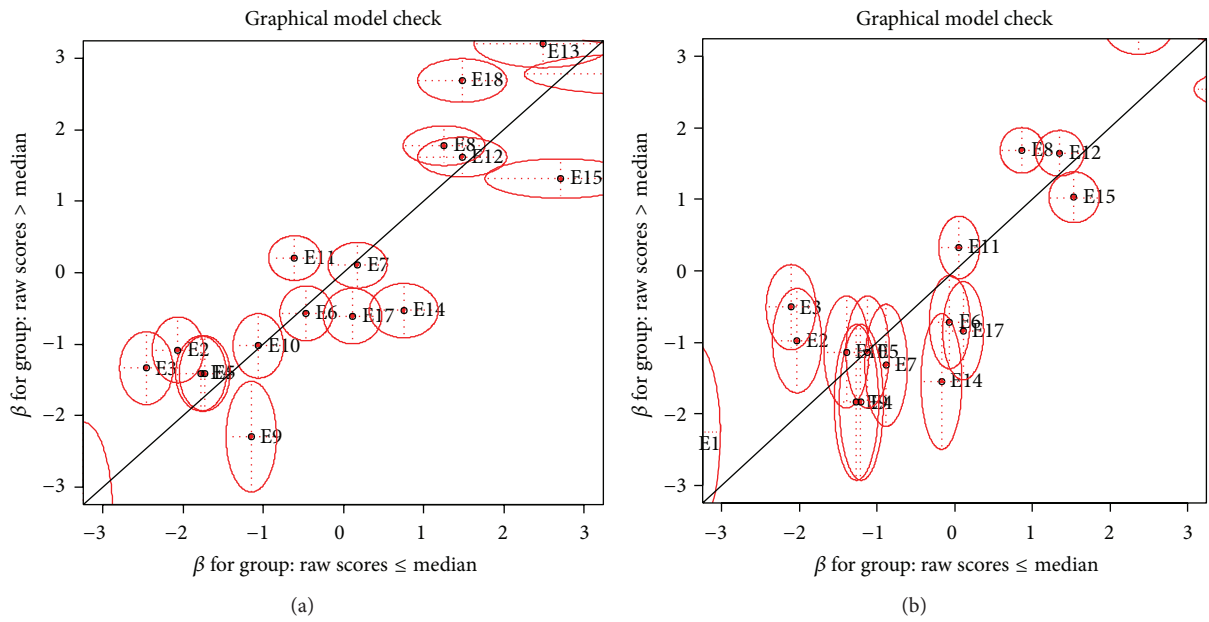 Graphical model check
3
2
1
0
−1
−2
−3
β for group: raw scores > median
E13
E18
E8
E12
E15
E11
E7
E6
E17
E14
E10
E2
E3
E5
E9
−3
−2
−1
0
1
2
3
β for group: raw scores ≤ median
(a)
Graphical model check
3
2
1
0
−1
−2
−3
β for group: raw scores > median
E8
E12
E15
E11
E3
E2
E6
E17
E5
E7
E14
E9
E4
E1
−3
−2
−1
0
1
2
3
β for group: raw scores ≤ median
(b)